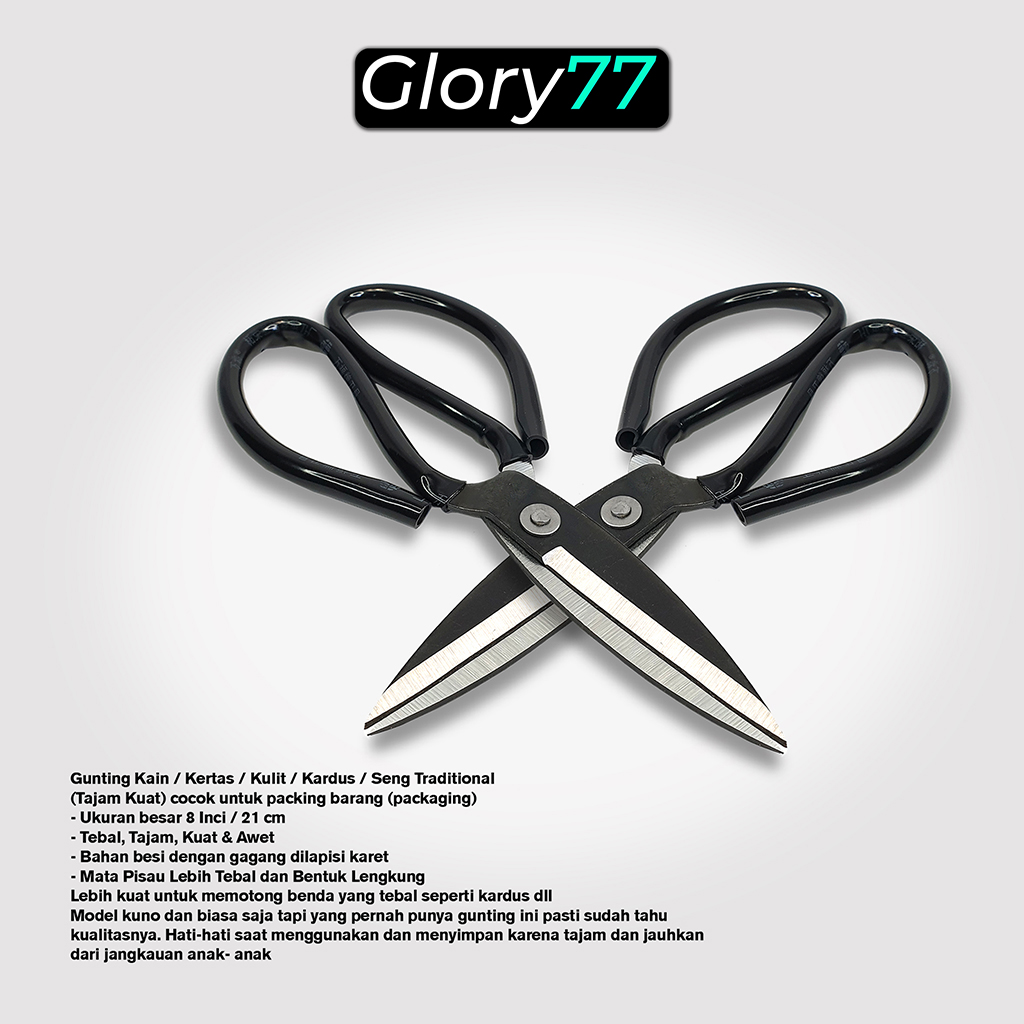 Glory77
Gunting Kain / Kertas / Kulit / Kardus / Seng Traditional
(Tajam Kuat) cocok untuk packing barang (packaging)
- Ukuran besar 8 Inci / 21 cm
- Tebal, Tajam, Kuat & Awet
- Bahan besi dengan gagang dilapisi karet
- Mata Pisau Lebih Tebal dan Bentuk Lengkung
Lebih kuat untuk memotong benda yang tebal seperti kardus dll
Model kuno dan biasa saja tapi yang pernah punya gunting ini pasti sudah tahu
kualitasnya. Hati-hati saat menggunakan dan menyimpan karena tajam dan jauhkan
dari jangkauan anak- anak